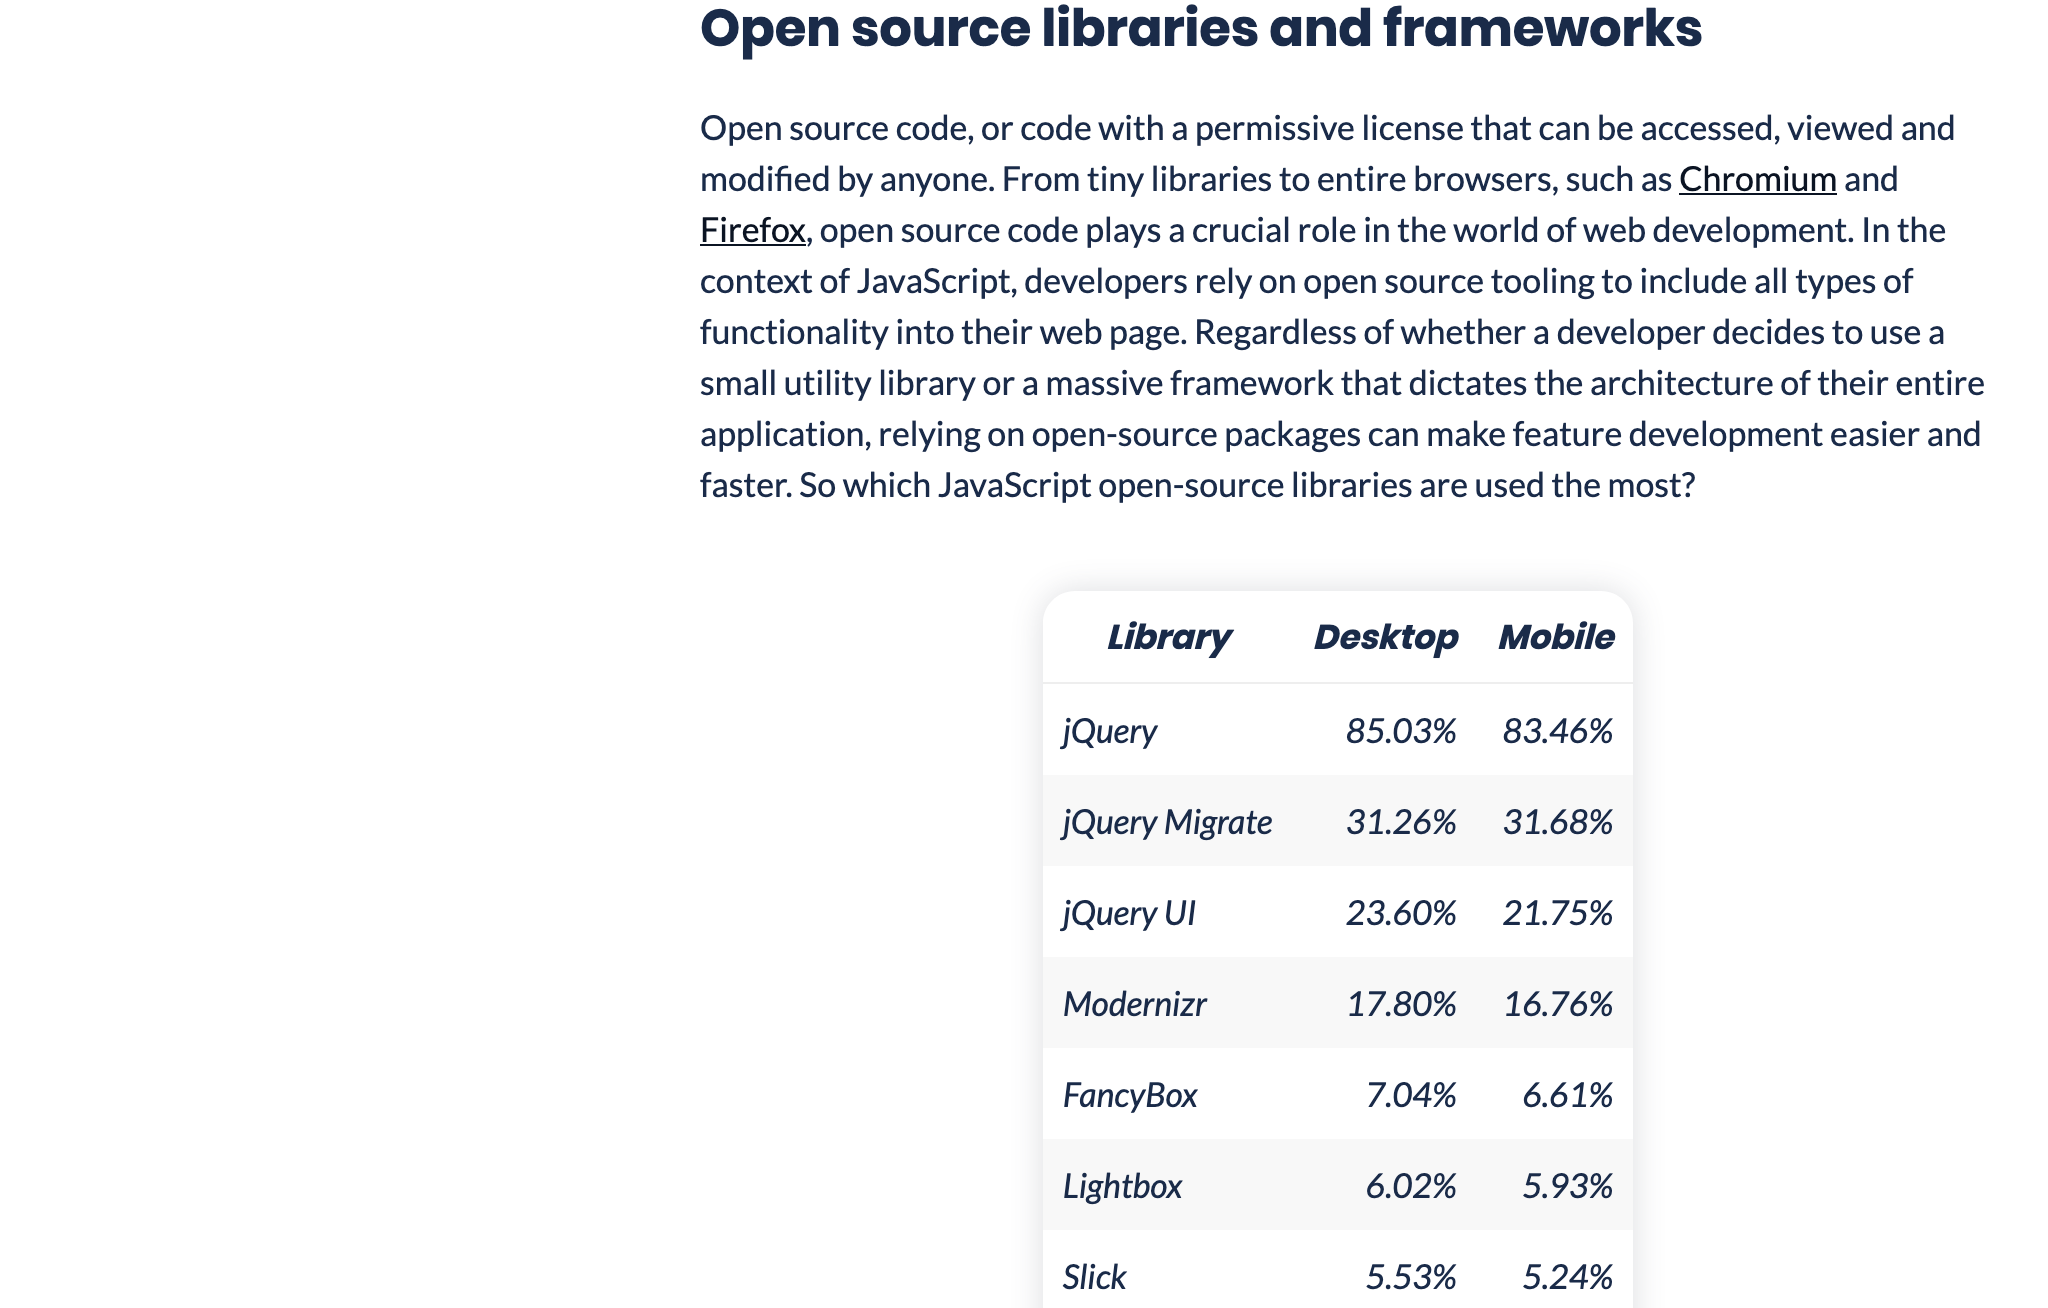 Open source libraries and frameworks
Open source code, or code with a permissive license that can be accessed, viewed and
modified by anyone. From tiny libraries to entire browsers, such as Chromium and
Firefox, open source code plays a crucial role in the world of web development. In the
context of JavaScript, developers rely on open source tooling to include all types of
functionality into their web page. Regardless of whether a developer decides to use a
small utility library or a massive framework that dictates the architecture of their entire
application, relying on open-source packages can make feature development easier and
faster. So which JavaScript open-source libraries are used the most?
Library Desktop Mobile
jQuery 85.03% 83.46%
jQuery Migrate 31.26% 31.68%
jQuery UI 23.60% 21.75%
Modernizr 17.80% 16.76%
FancyBox 7.04% 6.61%
Lightbox 6.02% 5.93%
Slick 5.53% 5.24%